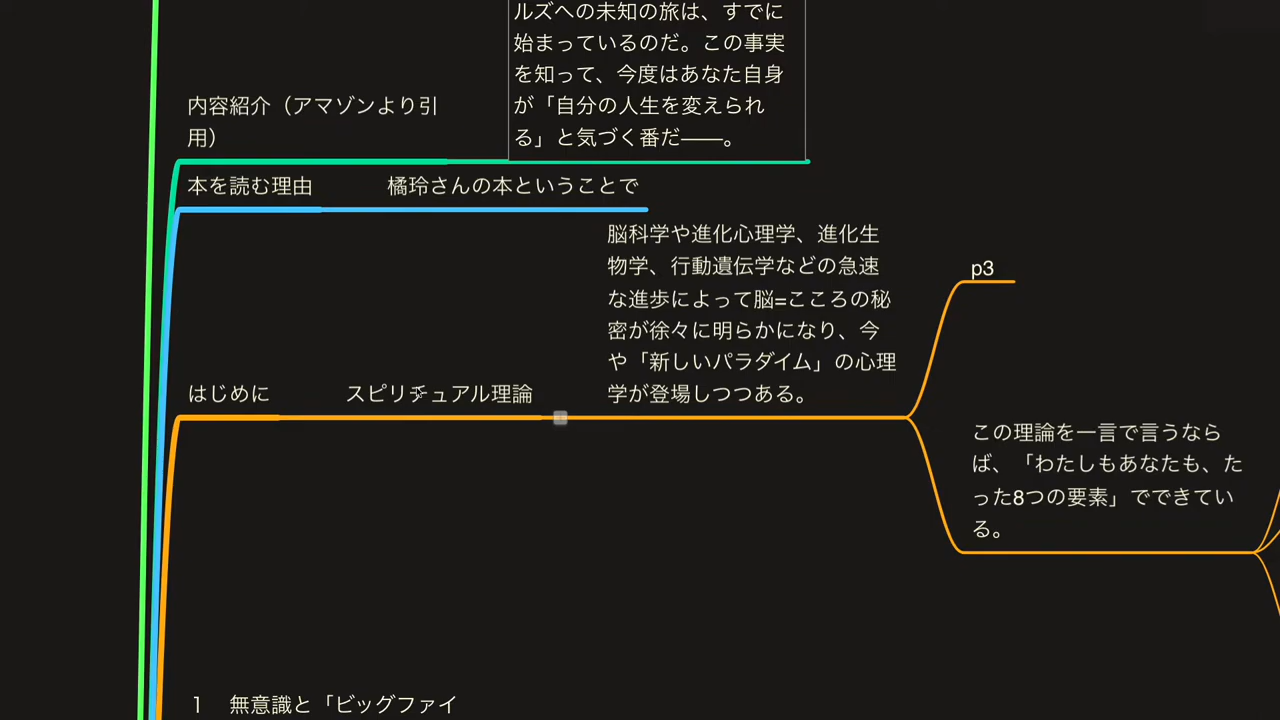 ルズへの未知の旅は、すでに
始まっているのだ。この事実
を知って、今度はあなた自身
が「自分の人生を変えられ
る」と気づく番だ——。
内容紹介（アマゾンより引
用）
本を読む理由
橘玲さんの本ということで
はじめに
スピリチュアル理論
脳科学や進化心理学、進化生
物学、行動遺伝学などの急速
な進歩によって脳=こころの秘
密が徐々に明らかになり、今
や「新しいパラダイム」の心理
学が登場しつつある。
p3
この理論を一言で言うなら
ば、「わたしもあなたも、た
った8つの要素」でできてい
る。
1　無意識と「ビッグファイ